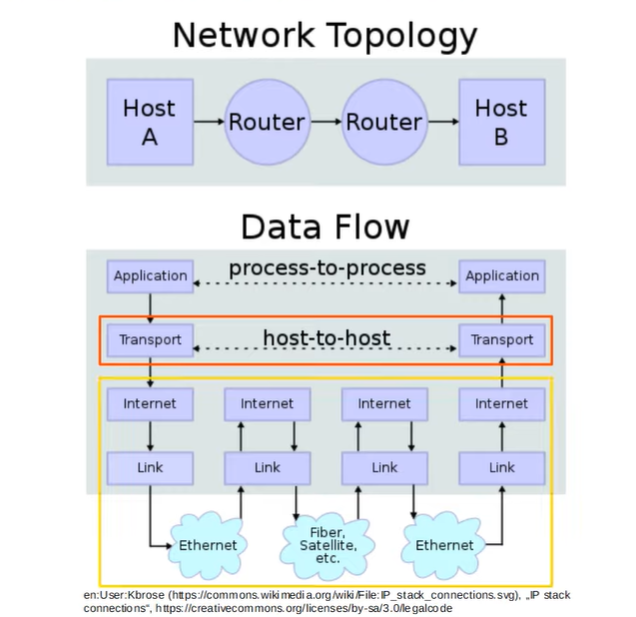 Network Topology
Host
A
Router
Router
Host
B
Data Flow
Application
process-to-process
Application
Transport
host-to-host
Transport
Internet
Internet
Internet
Internet
Link
Link
Link
Link
Ethernet
Fiber,
Satellite,
etc.
Ethernet
en:User:Kbrose (https://commons.wikimedia.org/wiki/File:IP_stack_connections.svg), „IP stack
connections“, https://creativecommons.org/licenses/by-sa/3.0/legalcode